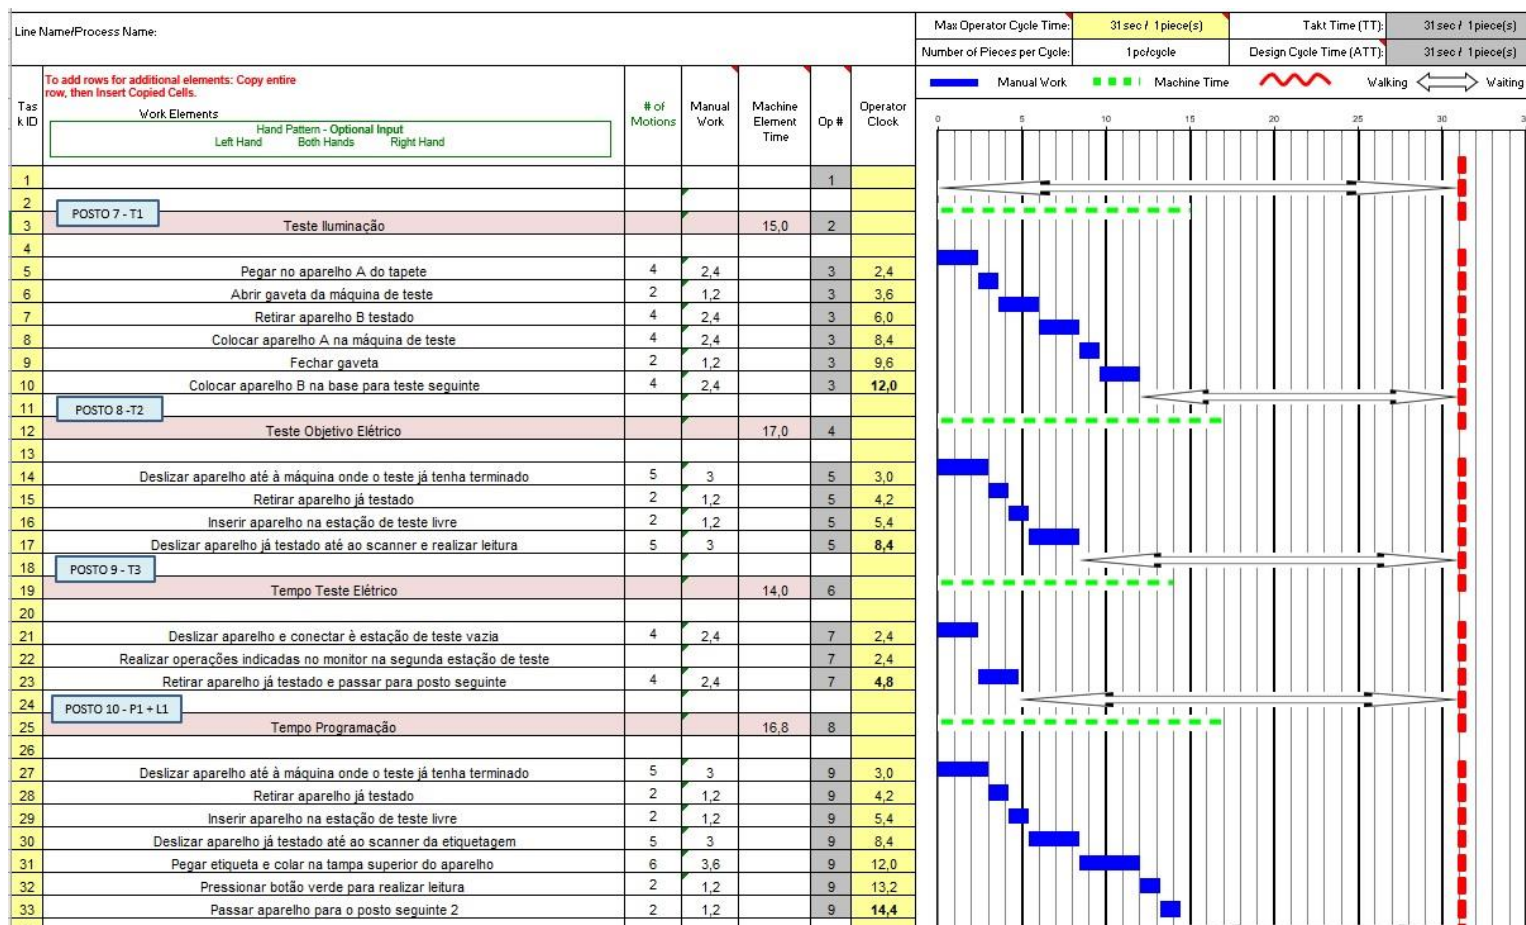 Line Name/Process Name:
Max Operator Cycle Time: 31 sec / 1 piece(s) Takt Time (TT): 31 sec / 1 piece(s)
Number of Pieces per Cycle: 1 pc/cycle Design Cycle Time (ATT): 31 sec / 1 piece(s)
Manual Work Machine Time Walking Waiting
To add rows for additional elements: Copy entire
row, then Insert Copied Cells.
Tas
k ID
Work Elements
Hand Pattern - Optional Input
Left Hand Both Hands Right Hand
# of
Motions
Manual
Work
Machine
Element
Time
Op #
Operator
Clock
0 5 10 15 20 25 30
1 1
2
POSTO 7 - T1
3 Teste Iluminação 15,0 2
4
5 Pegar no aparelho A do tapete 4 2,4 3 2,4
6 Abrir gaveta da máquina de teste 2 1,2 3 3,6
7 Retirar aparelho B testado 4 2,4 3 6,0
8 Colocar aparelho A na máquina de teste 4 2,4 3 8,4
9 Fechar gaveta 2 1,2 3 9,6
10 Colocar aparelho B na base para teste seguinte 4 2,4 3 12,0
11
POSTO 8 -T2
12 Teste Objetivo Elétrico 17,0 4
13
14 Deslizar aparelho até à máquina onde o teste já tenha terminado 5 3 5 3,0
15 Retirar aparelho já testado 2 1,2 5 4,2
16 Inserir aparelho na estação de teste livre 2 1,2 5 5,4
17 Deslizar aparelho já testado até ao scanner e realizar leitura 5 3 5 8,4
18
POSTO 9 - T3
19 Tempo Teste Elétrico 14,0 6
20
21 Deslizar aparelho e conectar è estação de teste vazia 4 2,4 7 2,4
22 Realizar operações indicadas no monitor na segunda estação de teste 7 2,4
23 Retirar aparelho já testado e passar para posto seguinte 4 2,4 7 4,8
24
POSTO 10 - P1 + L1
25 Tempo Programação 16,8 8
26
27 Deslizar aparelho até à máquina onde o teste já tenha terminado 5 3 9 3,0
28 Retirar aparelho já testado 2 1,2 9 4,2
29 Inserir aparelho na estação de teste livre 2 1,2 9 5,4
30 Deslizar aparelho já testado até ao scanner da etiquetagem 5 3 9 8,4
31 Pegar etiqueta e colar na tampa superior do aparelho 6 3,6 9 12,0
32 Pressionar botão verde para realizar leitura 2 1,2 9 13,2
33 Passar aparelho para o posto seguinte 2 2 1,2 9 14,4